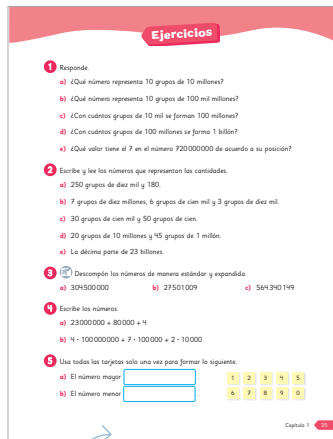 Ejercicios
1 Responde.
a) ¿Qué número representa 10 grupos de 10 millones?
b) ¿Qué número representa 10 grupos de 100 mil millones?
c) ¿Con cuántos grupos de 10 mil se forman 100 millones?
d) ¿Con cuántos grupos de 100 millones se forma 1 billón?
e) ¿Qué valor tiene el 7 en el número 720000000 de acuerdo a su posición?
2 Escribe y lee los números que representan las cantidades.
a) 250 grupos de diez mil y 180.
b) 7 grupos de diez millones, 6 grupos de cien mil y 3 grupos de diez mil.
c) 30 grupos de cien mil y 50 grupos de cien.
d) 20 grupos de 10 millones y 45 grupos de 1 millón.
e) La décima parte de 23 billones.
3 Descompón los números de manera estándar y expandida.
a) 304500000 b) 27501009 c) 564340149
4 Escribe los números.
a) 23000000 + 80000 + 4
b) 4 · 100000000 + 7 · 100000 + 2 · 10000
5 Usa todas las tarjetas solo una vez para formar lo siguiente.
a) El número mayor . 1 2 3 4 5
b) El número menor . 6 7 8 9 0
Capítulo 1 25